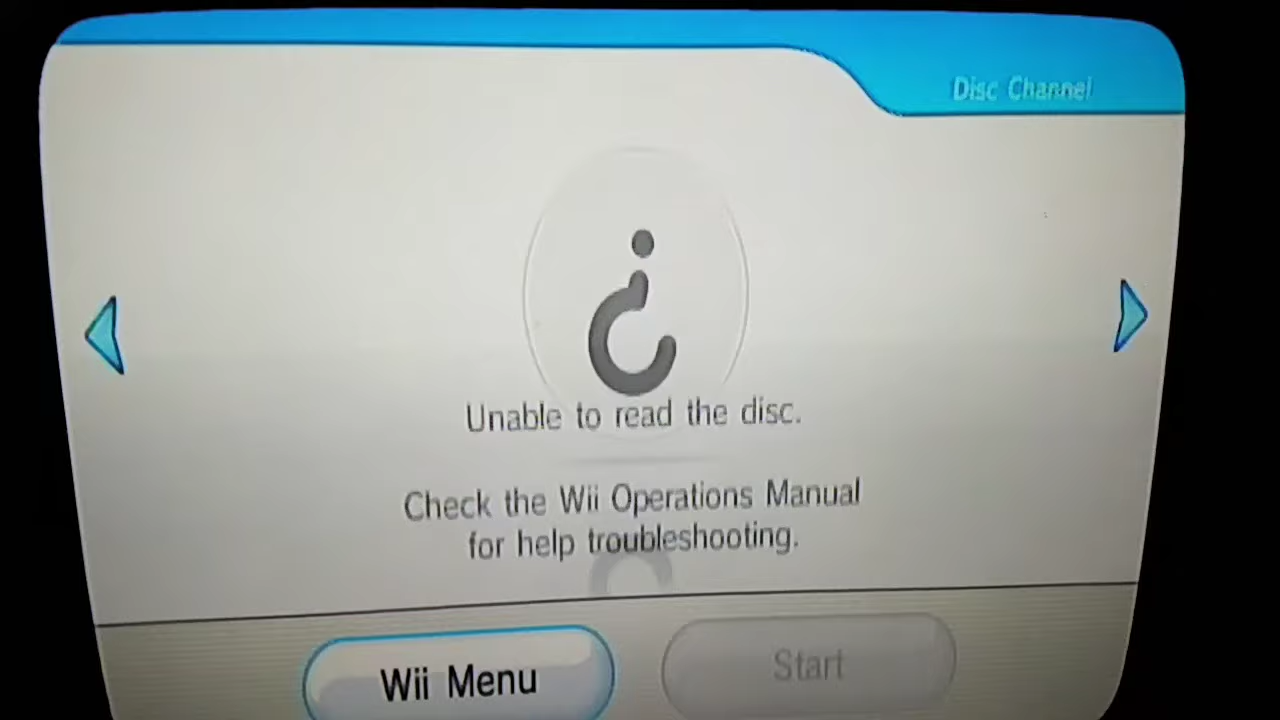 Disc Channel
¿
Unable to read the disc.
Check the Wii Operations Manual
for help troubleshooting.
Wii Menu
Start